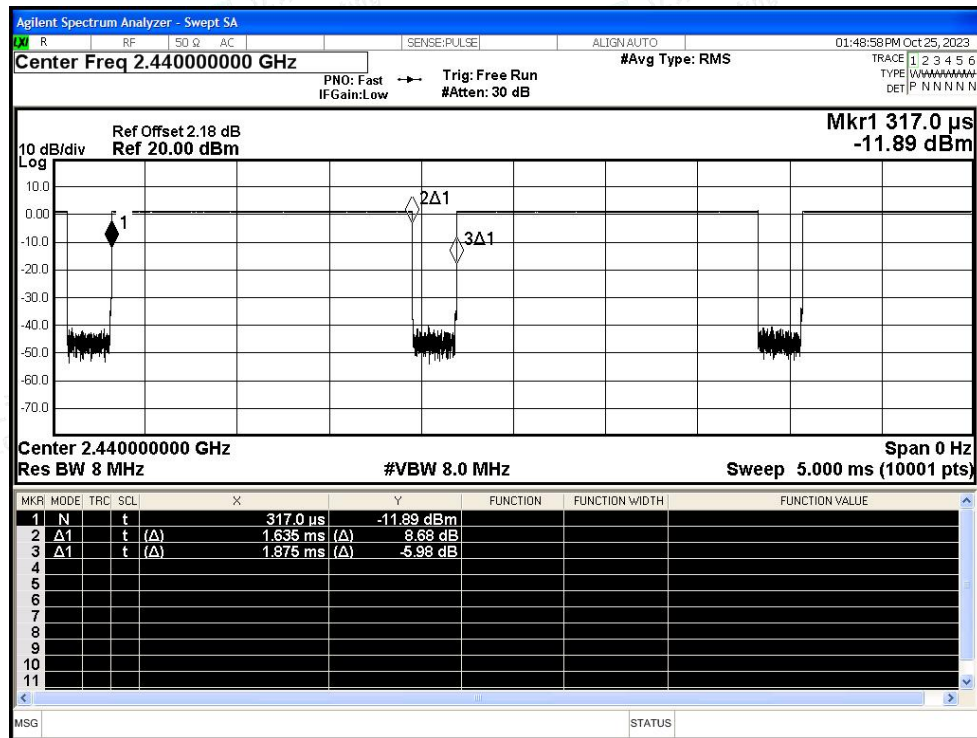 Agilent Spectrum Analyzer - Swept SA
LXI R RF 50 Ω AC SENSE:PULSE ALIGN AUTO 01:48:58 PM Oct 25, 2023
Center Freq 2.440000000 GHz #Avg Type: RMS TRACE 1 2 3 4 5 6
PNO: Fast Trig: Free Run TYPE WWWWWW
IFGain:Low #Atten: 30 dB DET P N N N N N
Ref Offset 2.18 dB Mkr1 317.0 µs
10 dB/div Ref 20.00 dBm -11.89 dBm
Log
10.0
2Δ1
0.00
1
-10.0
3Δ1
-20.0
-30.0
-40.0
-50.0
-60.0
-70.0
Center 2.440000000 GHz Span 0 Hz
Res BW 8 MHz #VBW 8.0 MHz Sweep 5.000 ms (10001 pts)
MKR MODE TRC SCL X Y FUNCTION FUNCTION WIDTH FUNCTION VALUE
1 N t 317.0 µs -11.89 dBm
2 Δ1 t (Δ) 1.635 ms (Δ) 8.68 dB
3 Δ1 t (Δ) 1.875 ms (Δ) -5.98 dB
4
5
6
7
8
9
10
11
MSG STATUS